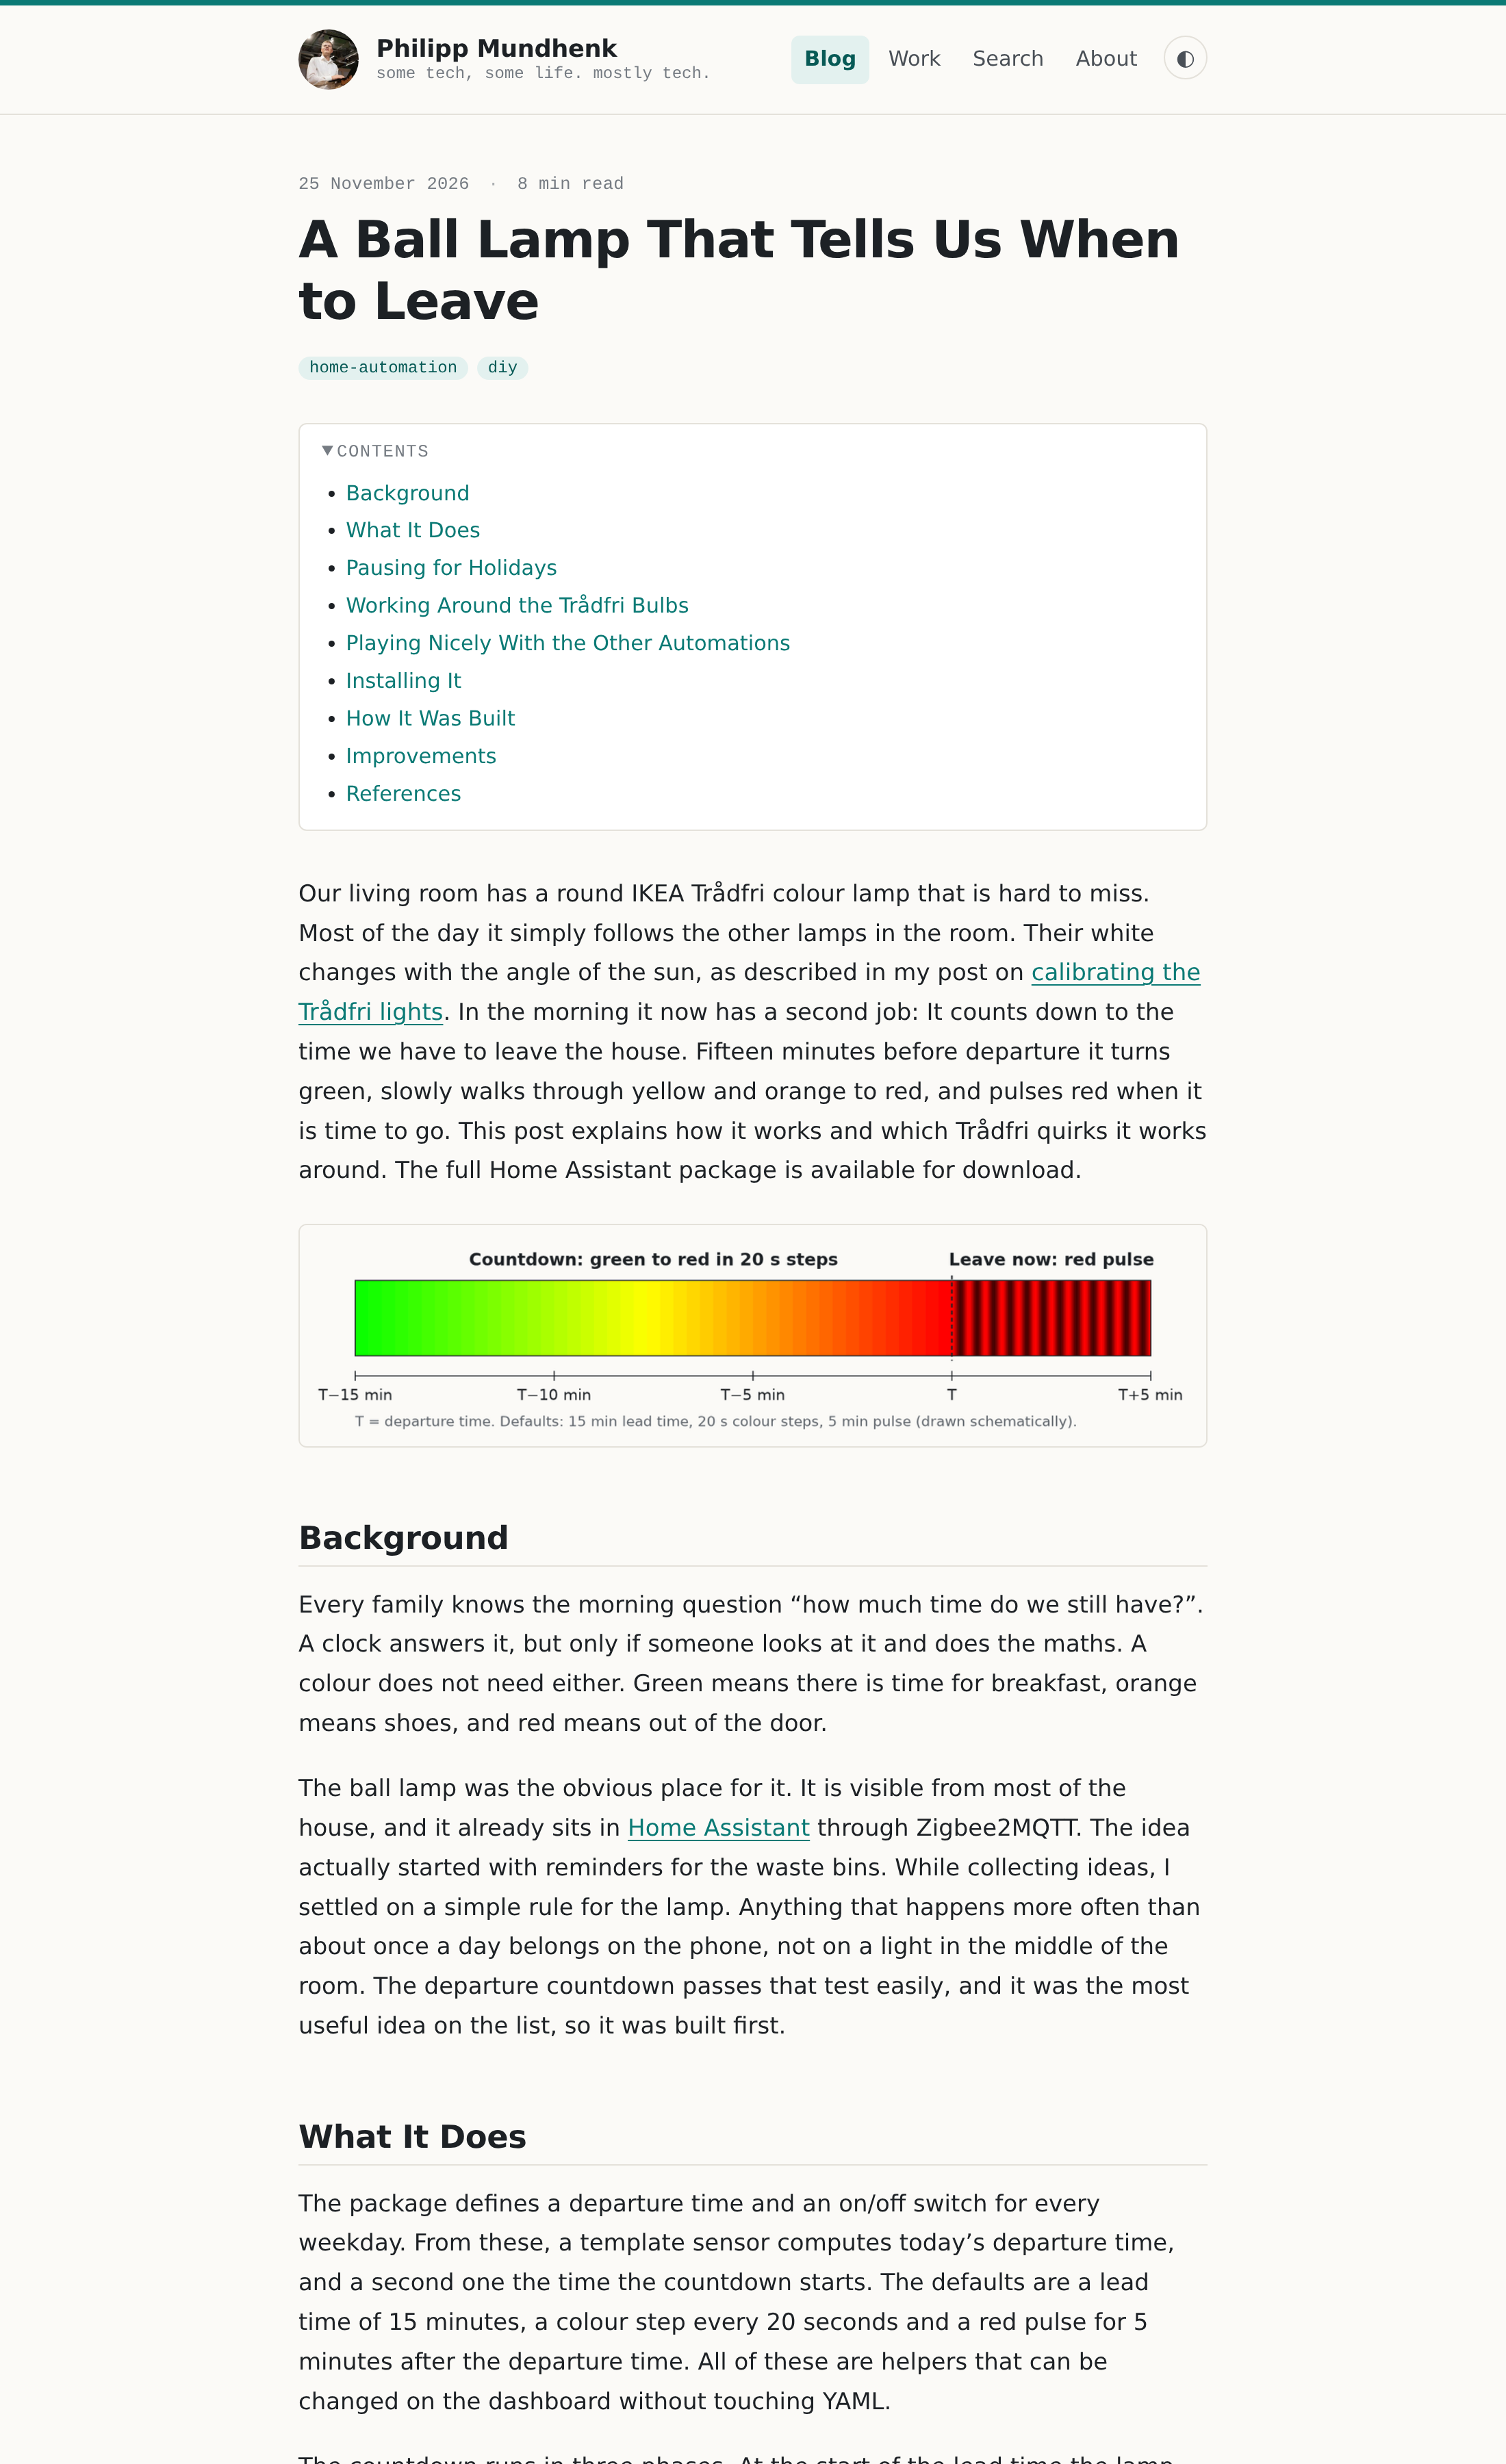 Philipp Mundhenk
some tech, some life. mostly tech.
Blog
Work
Search
About
25 November 2026 · 8 min read
A Ball Lamp That Tells Us When
to Leave
home-automation
diy
CONTENTS
Background
What It Does
Pausing for Holidays
Working Around the Trådfri Bulbs
Playing Nicely With the Other Automations
Installing It
How It Was Built
Improvements
References
Our living room has a round IKEA Trådfri colour lamp that is hard to miss.
Most of the day it simply follows the other lamps in the room. Their white
changes with the angle of the sun, as described in my post on calibrating the
Trådfri lights. In the morning it now has a second job: It counts down to the
time we have to leave the house. Fifteen minutes before departure it turns
green, slowly walks through yellow and orange to red, and pulses red when it
is time to go. This post explains how it works and which Trådfri quirks it works
around. The full Home Assistant package is available for download.
Countdown: green to red in 20 s steps
Leave now: red pulse
T−15 min
T−10 min
T−5 min
T
T+5 min
T = departure time. Defaults: 15 min lead time, 20 s colour steps, 5 min pulse (drawn schematically).
Background
Every family knows the morning question “how much time do we still have?”.
A clock answers it, but only if someone looks at it and does the maths. A
colour does not need either. Green means there is time for breakfast, orange
means shoes, and red means out of the door.
The ball lamp was the obvious place for it. It is visible from most of the
house, and it already sits in Home Assistant through Zigbee2MQTT. The idea
actually started with reminders for the waste bins. While collecting ideas, I
settled on a simple rule for the lamp. Anything that happens more often than
about once a day belongs on the phone, not on a light in the middle of the
room. The departure countdown passes that test easily, and it was the most
useful idea on the list, so it was built first.
What It Does
The package defines a departure time and an on/off switch for every
weekday. From these, a template sensor computes today’s departure time,
and a second one the time the countdown starts. The defaults are a lead
time of 15 minutes, a colour step every 20 seconds and a red pulse for 5
minutes after the departure time. All of these are helpers that can be
changed on the dashboard without touching YAML.
The countdown runs in three phases. At the start of the lead time the lamp